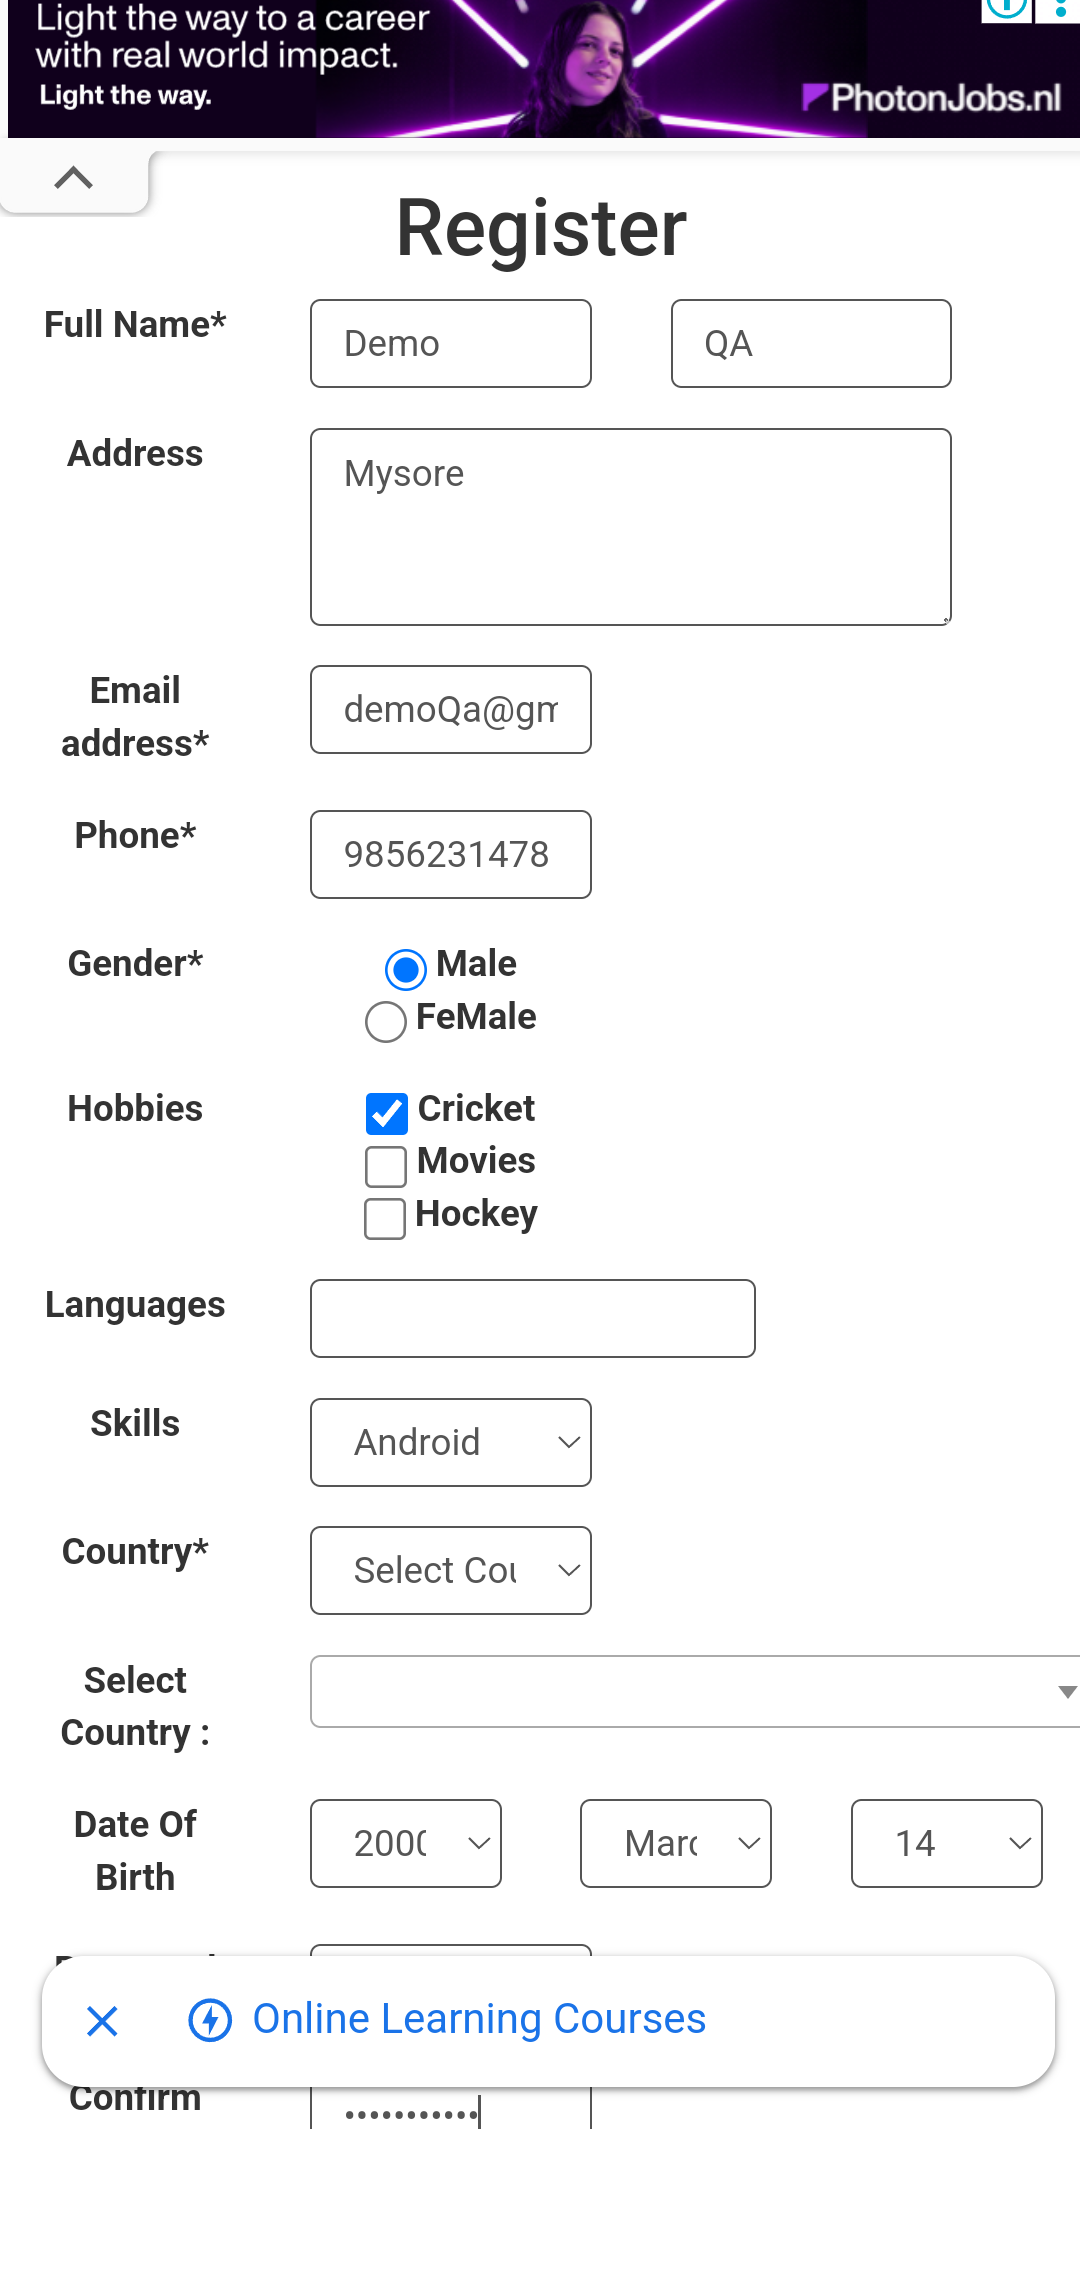 Light the way to a career
with real world impact.
Light the way.
PhotonJobs.nl
Register
Full Name*
Demo
QA
Address
Mysore
Email
address*
demoQa@gm
Phone*
9856231478
Gender*
Male
FeMale
Hobbies
Cricket
Movies
Hockey
Languages
Skills
Android
Country*
Select Cou
Select
Country :
Date Of
Birth
2000
Marc
14
Online Learning Courses
Confirm